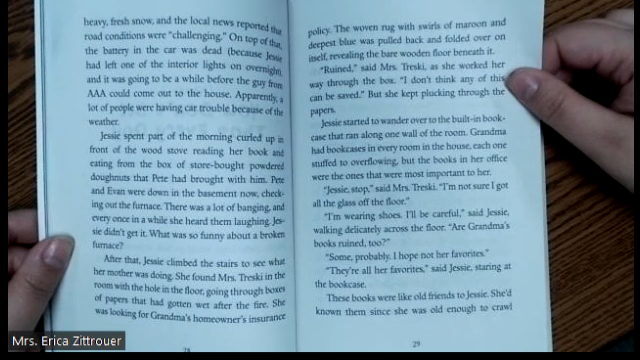 heavy, fresh snow, and the local news reported that
road conditions were “challenging.” On top of that,
the battery in the car was dead (because Jessie
had left one of the interior lights on overnight)
and it was going to be a while before the guy from
AAA could come out to the house. Apparently, a
lot of people were having car trouble because of the
weather.
Jessie spent part of the morning curled up in
front of the wood stove reading her book and
eating from the box of store-bought powdered
doughnuts that Pete had brought with him. Pete
and Evan were down in the basement now, check-
ing out the furnace. There was a lot of banging, and
every once in a while she heard them laughing. Jes-
sie didn’t get it. What was so funny about a broken
furnace?
After that, Jessie climbed the stairs to see what
her mother was doing. She found Mrs. Treski in the
room with the hole in the floor, going through boxes
of papers that had gotten wet after the fire. She
was looking for Grandma’s homeowner’s insurance
28
policy. The woven rug with swirls of maroon and
deepest blue was pulled back and folded over on
itself, revealing the bare wooden floor beneath it.
“Ruined,” said Mrs. Treski, as she worked her
way through the box. “I don’t think any of this
can be saved.” But she kept plucking through the
papers.
Jessie started to wander over to the built-in book-
case that ran along one wall of the room. Grandma
had bookcases in every room in the house, each one
stuffed to overflowing, but the books in her office
were the ones that were most important to her.
“Jessie, stop,” said Mrs. Treski. “I’m not sure I got
all the glass off the floor.”
“I’m wearing shoes. I’ll be careful,” said Jessie,
walking delicately across the floor. “Are Grandma’s
books ruined, too?”
“Some, probably. I hope not her favorites.”
“They’re all her favorites,” said Jessie, staring at
the bookcase.
These books were like old friends to Jessie. She’d
known them since she was old enough to crawl
29
Mrs. Erica Zittrouer